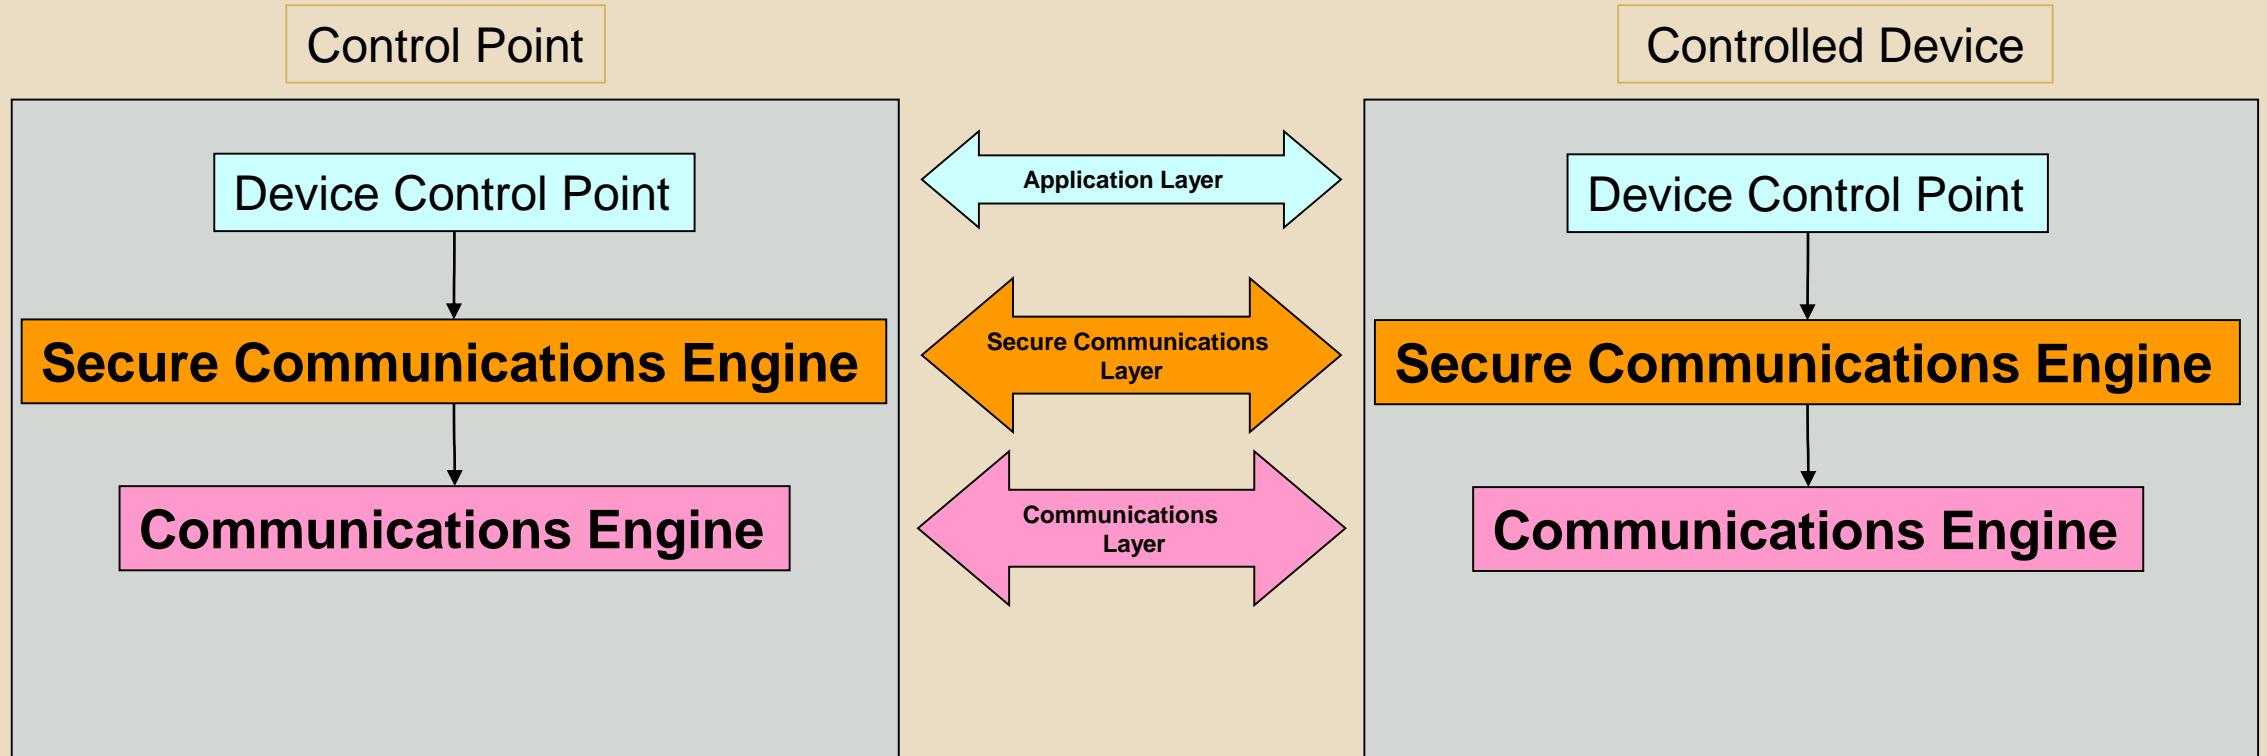 Control Point
Controlled Device
Device Control Point
Application Layer
Device Control Point
Secure Communications Engine
Secure Communications
Layer
Secure Communications Engine
Communications Engine
Communications
Layer
Communications Engine